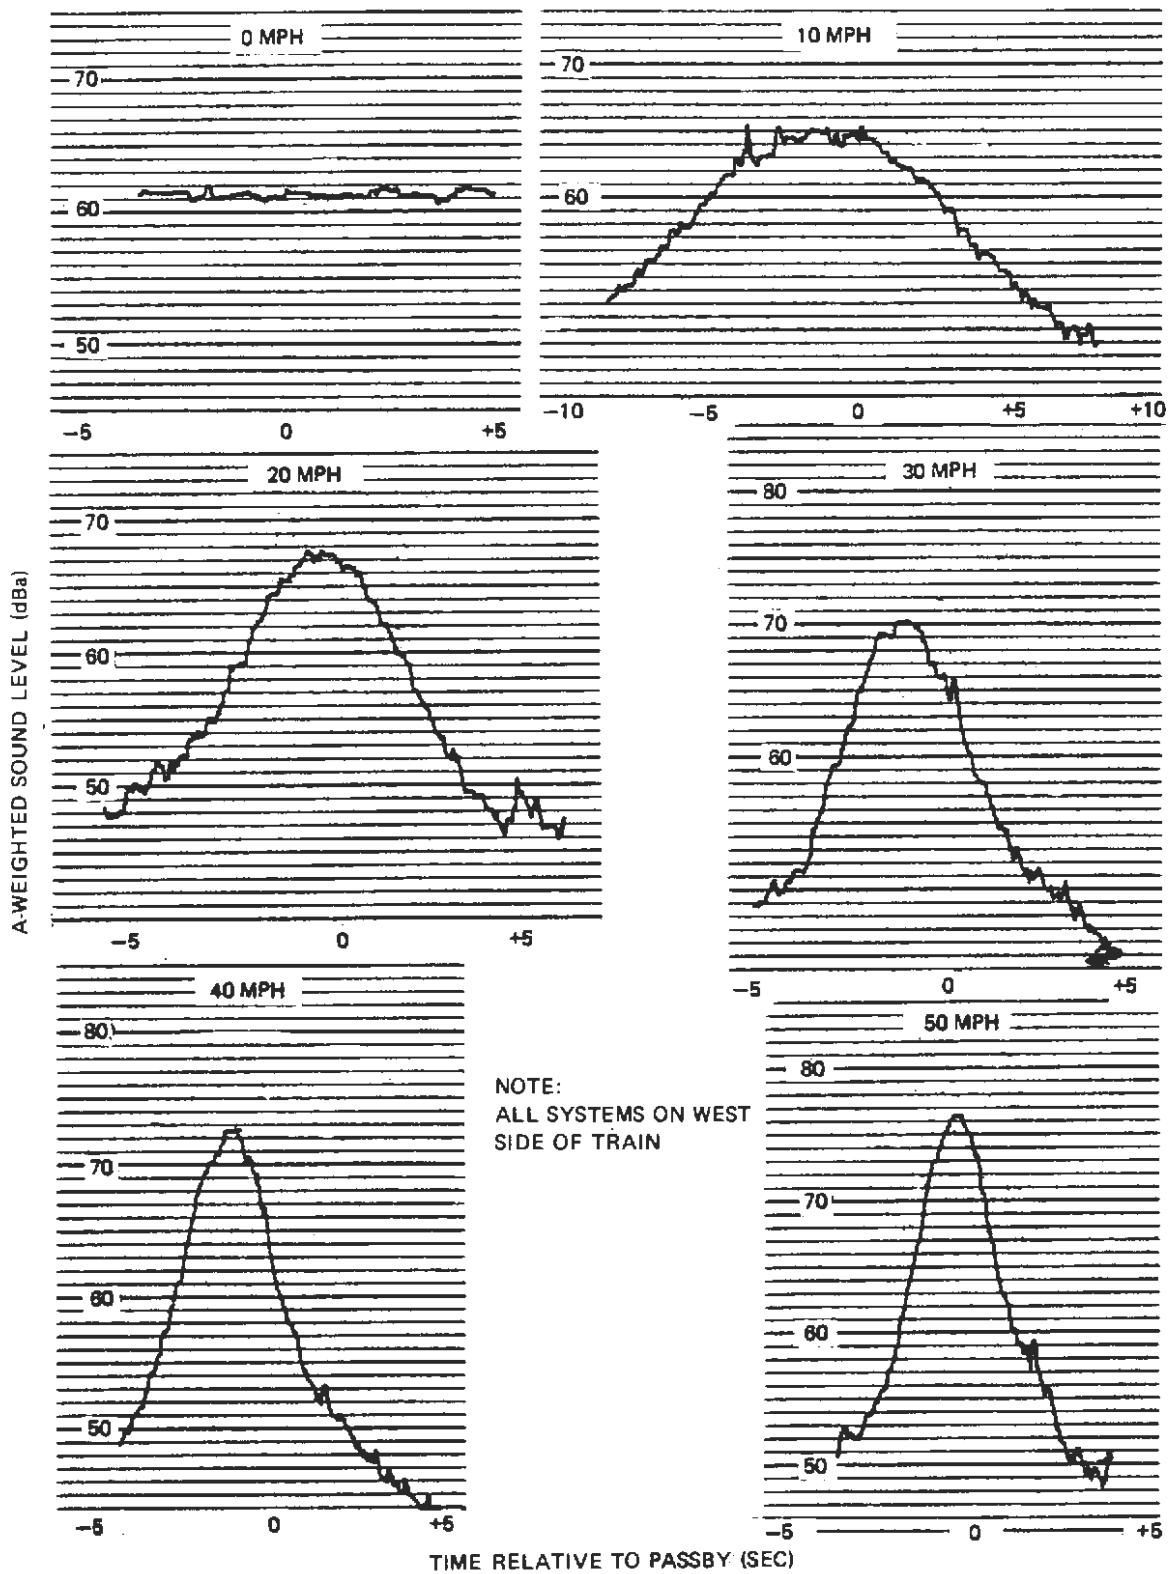 0 MPH
70
60
50
-5 0 +5
10 MPH
70
60
-10 -5 0 +5 +10
20 MPH
70
60
50
-5 0 +5
30 MPH
80
70
60
-5 0 +5
A-WEIGHTED SOUND LEVEL (dBa)
40 MPH
80
70
60
50
-5 0 +5
NOTE:
ALL SYSTEMS ON WEST
SIDE OF TRAIN
50 MPH
80
70
60
50
-5 0 +5
TIME RELATIVE TO PASSBY (SEC)